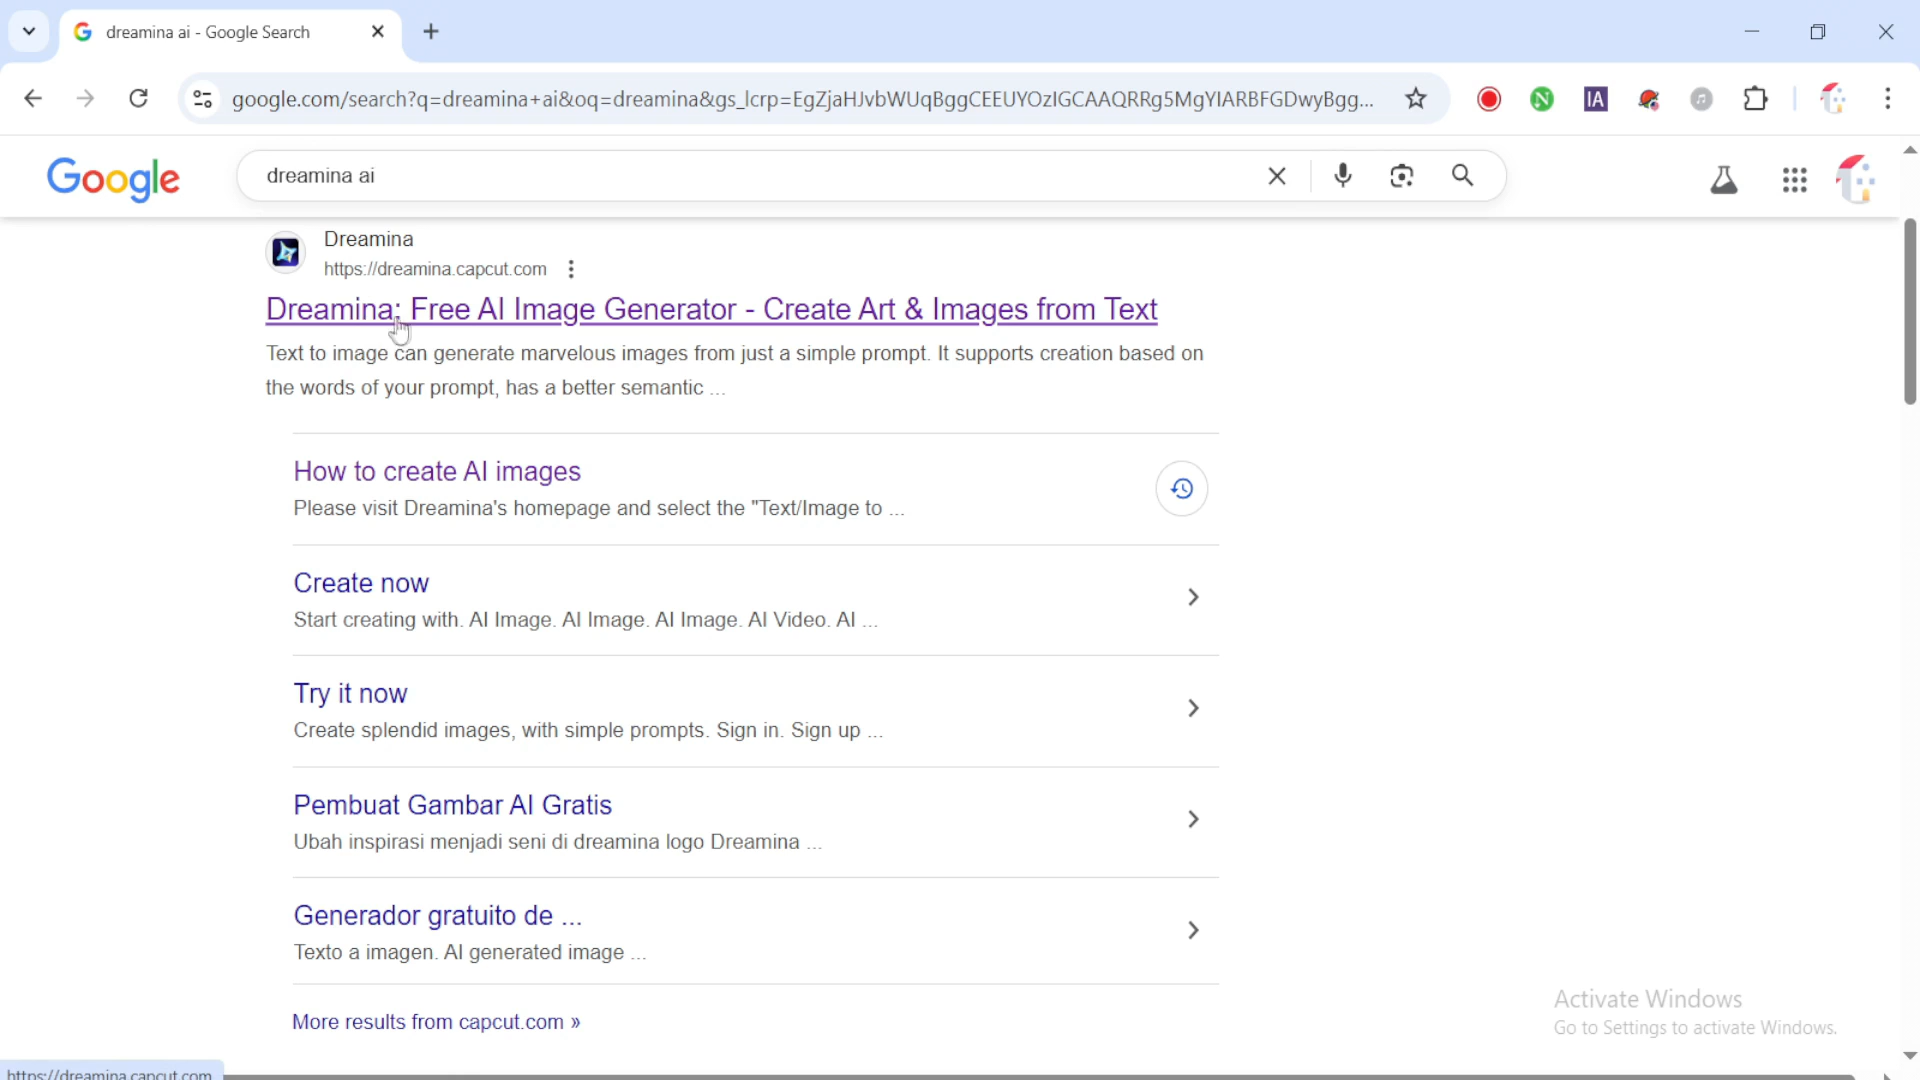 dreamina ai - Google Search
google.com/search?q=dreamina+ai&oq=dreamina&gs_lcrp=EgZjaHJvbWUqBggCEEUYOzIGCAAQRRg5MgYIARBFGDwyBgg...
Google
dreamina ai
Dreamina
https://dreamina.capcut.com
Dreamina: Free AI Image Generator - Create Art & Images from Text
Text to image can generate marvelous images from just a simple prompt. It supports creation based on
the words of your prompt, has a better semantic ...
How to create AI images
Please visit Dreamina's homepage and select the "Text/Image to ...
Create now
Start creating with. AI Image. AI Image. AI Image. AI Video. AI ...
Try it now
Create splendid images, with simple prompts. Sign in. Sign up ...
Pembuat Gambar AI Gratis
Ubah inspirasi menjadi seni di dreamina logo Dreamina ...
Generador gratuito de ...
Texto a imagen. AI generated image ...
More results from capcut.com »
Activate Windows
Go to Settings to activate Windows.
https://dreamina.capcut.com
IA
N